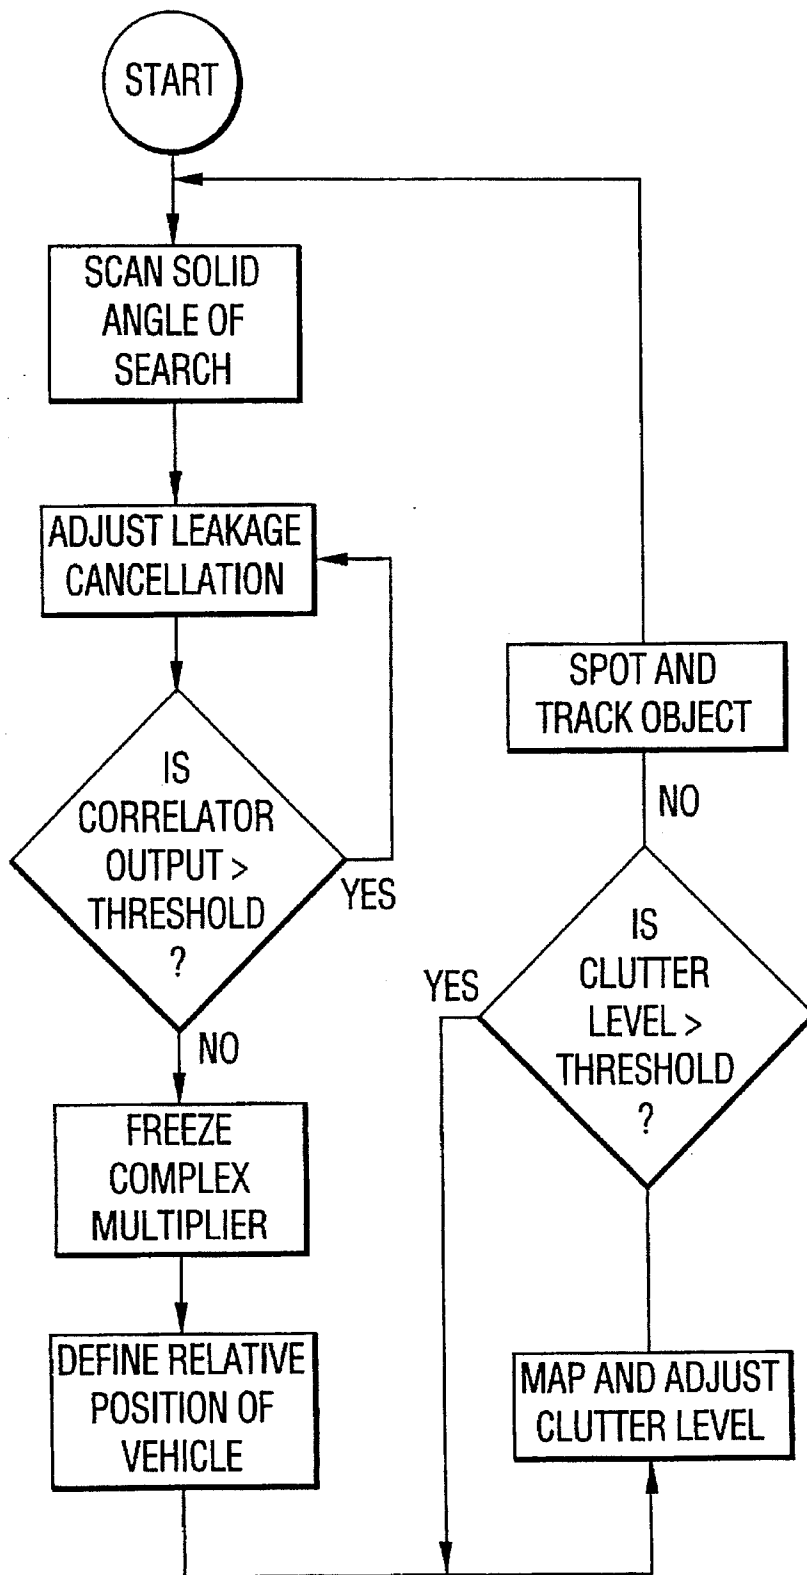 START
SCAN SOLID
ANGLE OF
SEARCH
ADJUST LEAKAGE
CANCELLATION
IS
CORRELATOR
OUTPUT >
THRESHOLD
?
YES
NO
FREEZE
COMPLEX
MULTIPLIER
DEFINE RELATIVE
POSITION OF
VEHICLE
MAP AND ADJUST
CLUTTER LEVEL
IS
CLUTTER
LEVEL >
THRESHOLD
?
YES
NO
SPOT AND
TRACK OBJECT